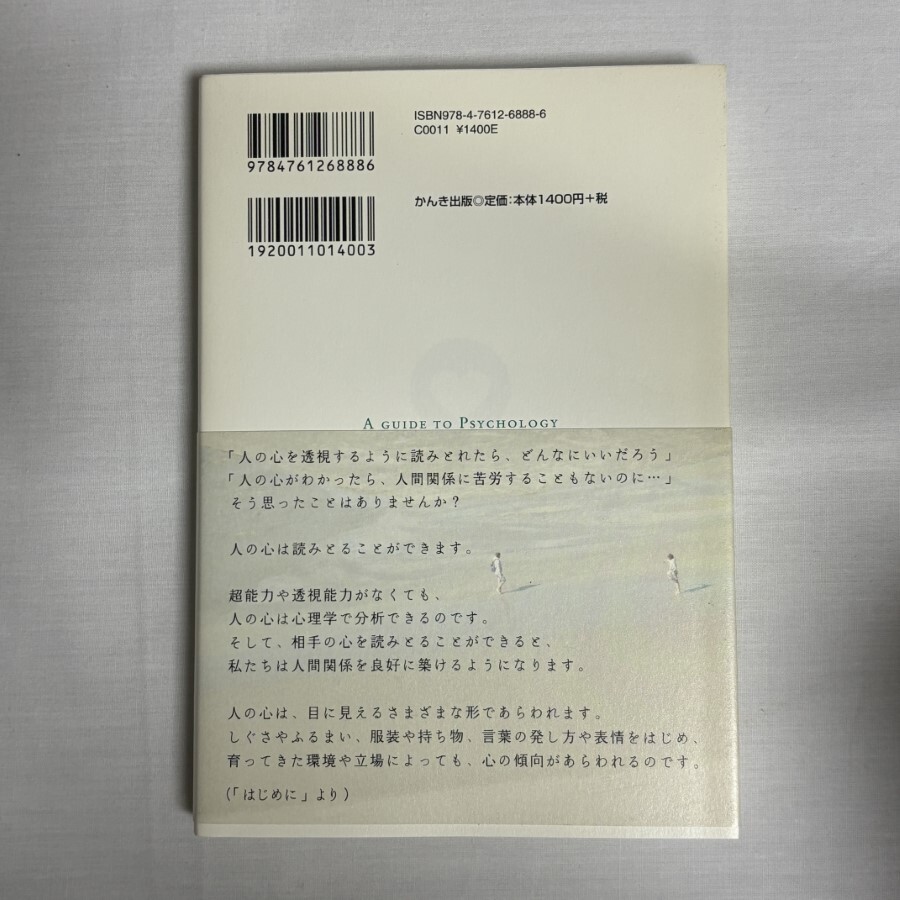 ISBN978-4-7612-6888-6
C0011 ¥1400E
9784761268886
かんき出版◎定価:本体1400円+税
1920011014003
A GUIDE TO PSYCHOLOGY
「人の心を透視するように読みとれたら、どんなにいいだろう」
「人の心がわかったら、人間関係に苦労することもないのに…」
そう思ったことはありませんか?
人の心は読みとることができます。
超能力や透視能力がなくても、
人の心は心理学で分析できるのです。
そして、相手の心を読みとることができると、
私たちは人間関係を良好に築けるようになります。
人の心は、目に見えるさまざまな形であらわれます。
しぐさやふるまい、服装や持ち物、言葉の発し方や表情をはじめ、
育ってきた環境や立場によっても、心の傾向があらわれるのです。
(「はじめに」より)